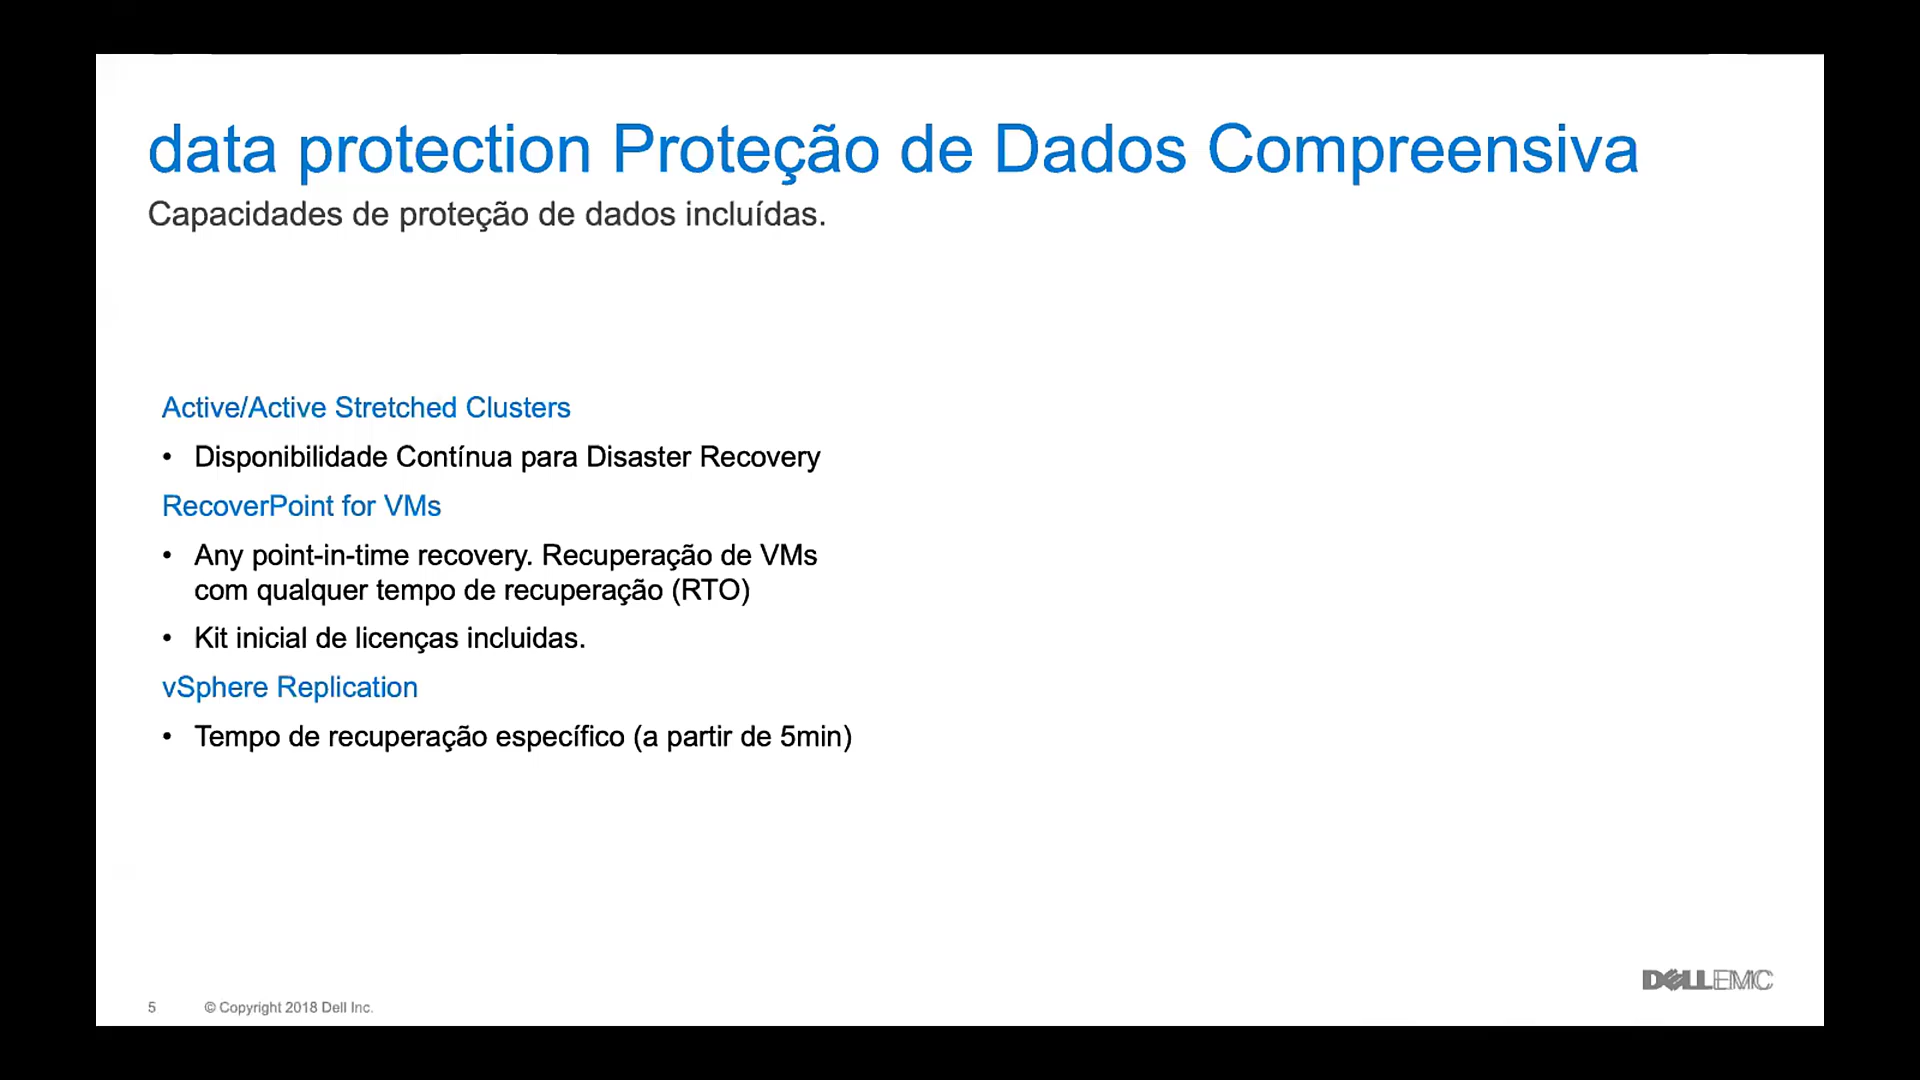 data protection Proteção de Dados Compreensiva
Capacidades de proteção de dados incluídas.
Active/Active Stretched Clusters
• Disponibilidade Contínua para Disaster Recovery
RecoverPoint for VMs
• Any point-in-time recovery. Recuperação de VMs
com qualquer tempo de recuperação (RTO)
• Kit inicial de licenças incluidas.
vSphere Replication
• Tempo de recuperação específico (a partir de 5min)
DELLEMC
5 © Copyright 2018 Dell Inc.